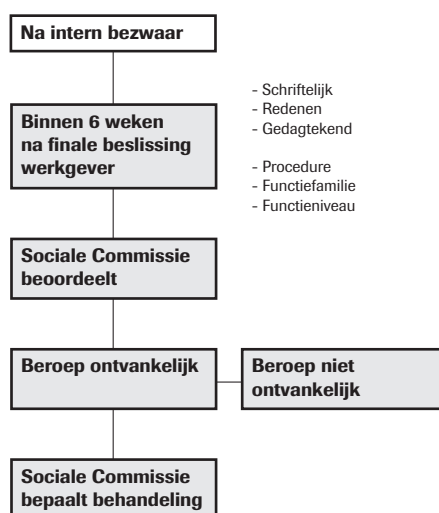 Na intern bezwaar
Binnen 6 weken
na finale beslissing
werkgever
- Schriftelijk
- Redenen
- Gedagtekend
- Procedure
- Functiefamilie
- Functieniveau
Sociale Commissie
beoordeelt
Beroep ontvankelijk
Beroep niet
ontvankelijk
Sociale Commissie
bepaalt behandeling